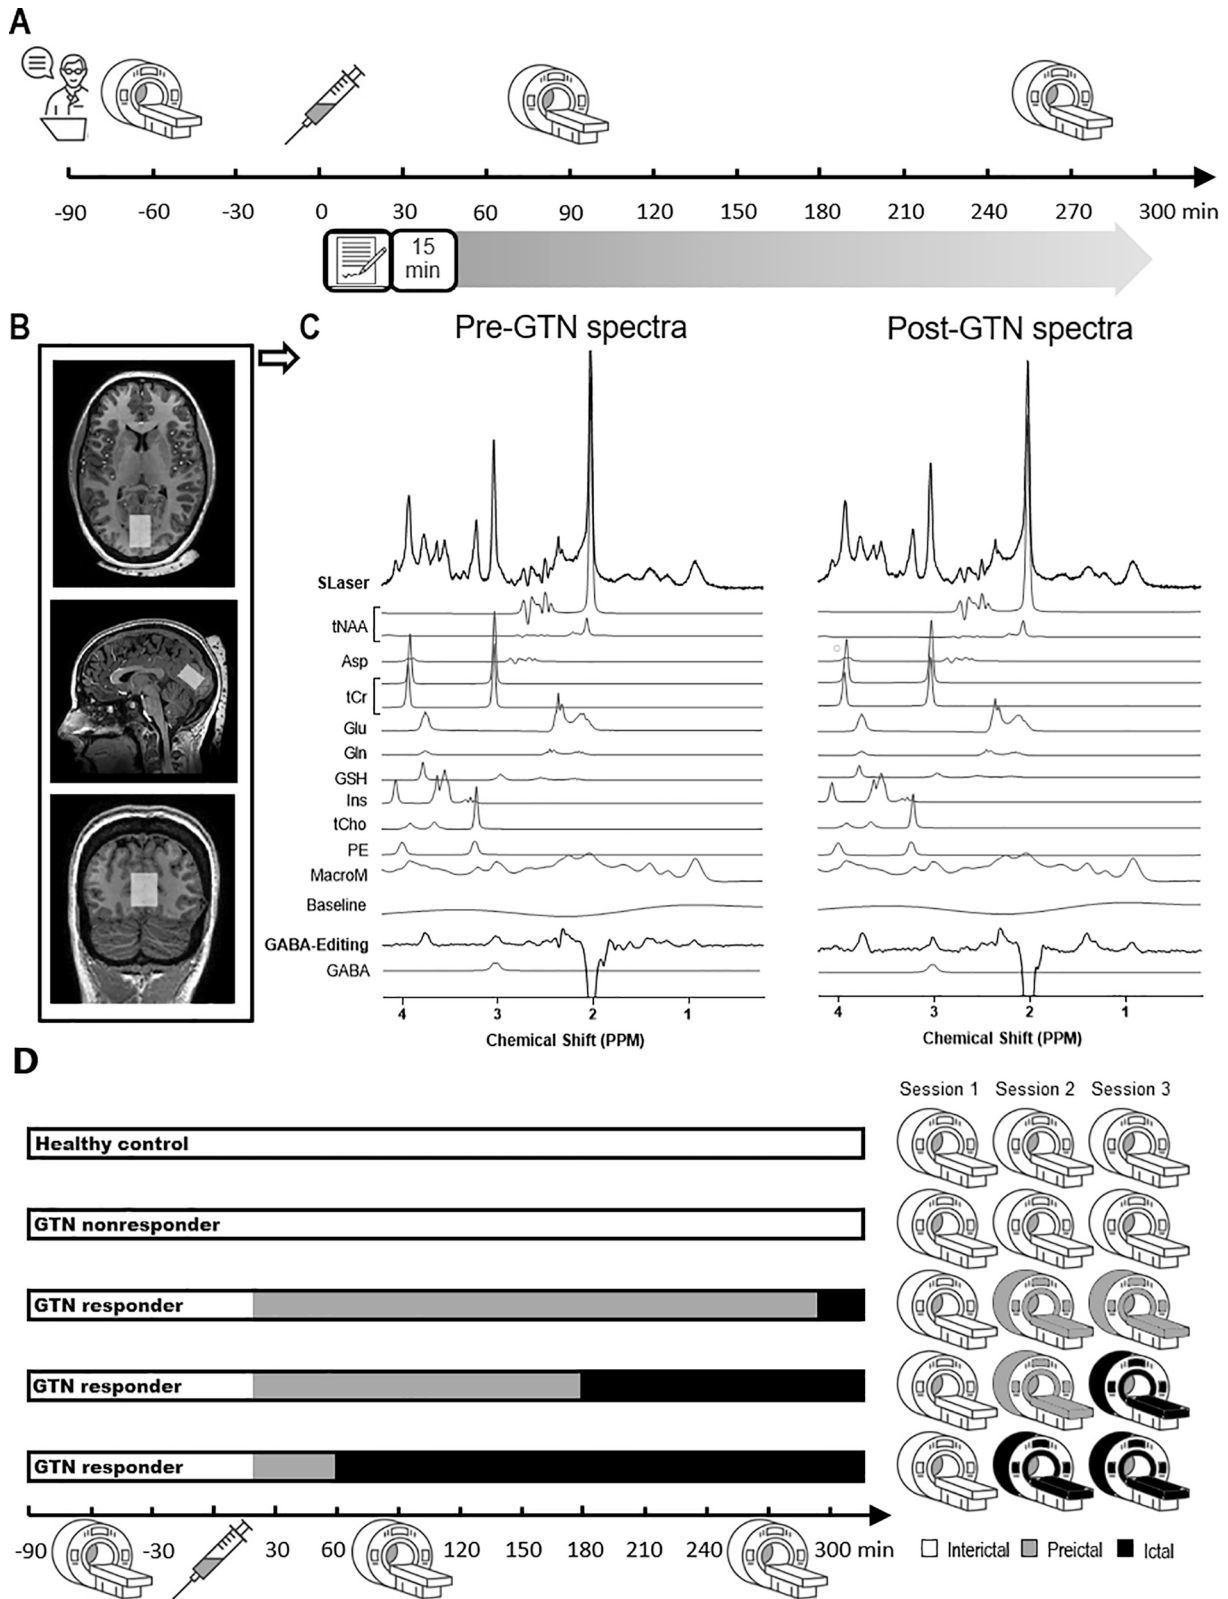 A
-90 -60 -30 0 30 60 90 120 150 180 210 240 270 300 min
15
min
B
C
Pre-GTN spectra
Post-GTN spectra
SLaser
tNAA
Asp
tCr
Glu
Gln
GSH
Ins
tCho
PE
MacroM
Baseline
GABA-Editing
GABA
4 3 2 1
4 3 2 1
Chemical Shift (PPM)
Chemical Shift (PPM)
D
Session 1 Session 2 Session 3
Healthy control
GTN nonresponder
GTN responder
GTN responder
GTN responder
-90 -30 30 60 120 150 180 210 240 300 min
Interictal Preictal Ictal